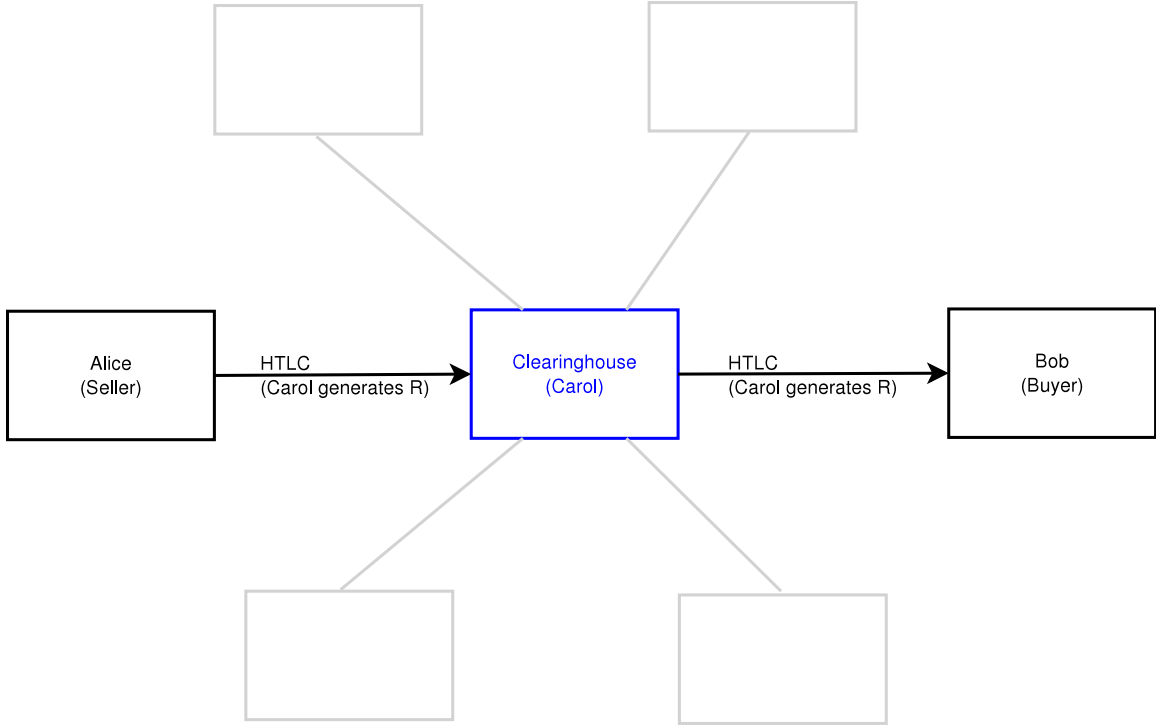 Alice
(Seller)
HTLC
(Carol generates R)
Clearinghouse
(Carol)
HTLC
(Carol generates R)
Bob
(Buyer)